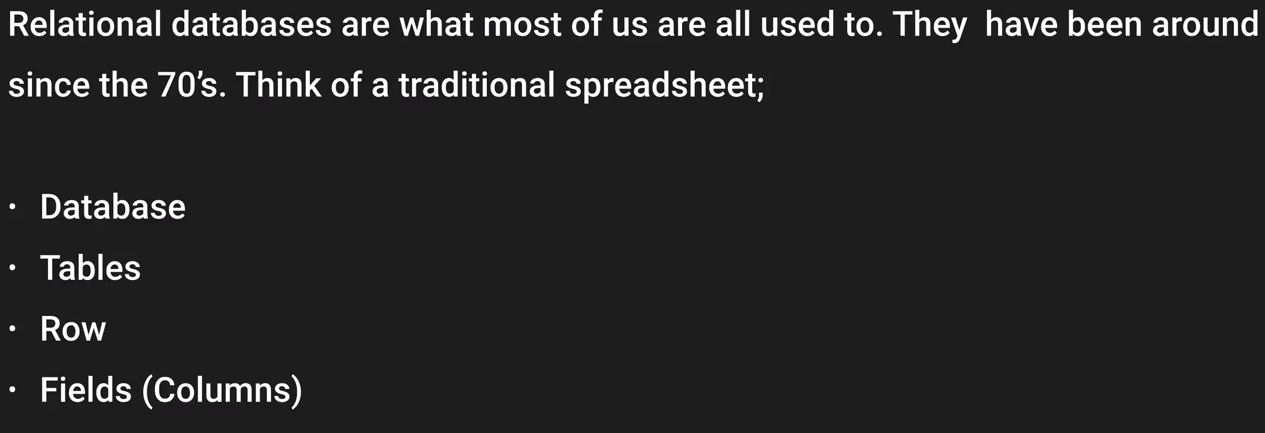 Relational databases are what most of us are all used to. They  have been around
since the 70’s. Think of a traditional spreadsheet;
• Database
• Tables
• Row
• Fields (Columns)